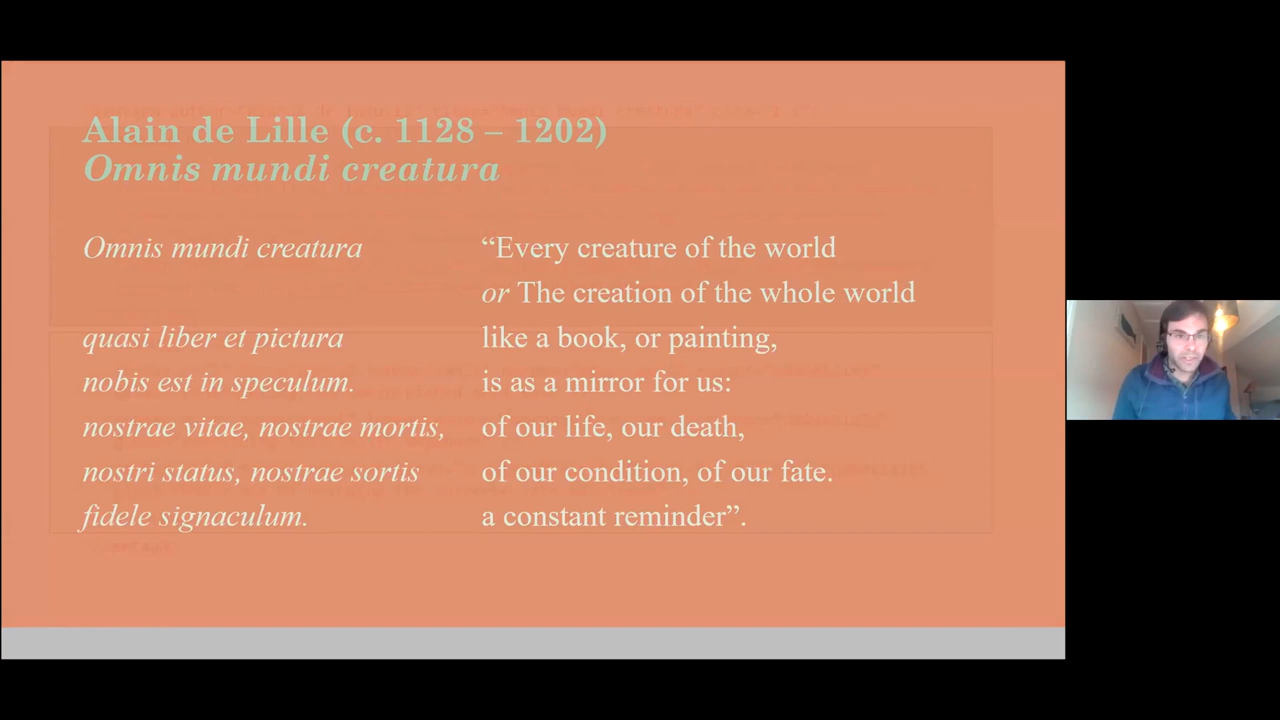 Alain de Lille (c. 1128 – 1202)
Omnis mundi creatura
Omnis mundi creatura
“Every creature of the world
or The creation of the whole world
quasi liber et pictura
like a book, or painting,
nobis est in speculum.
is as a mirror for us:
nostrae vitae, nostrae mortis,
of our life, our death,
nostri status, nostrae sortis
of our condition, of our fate.
fidele signaculum.
a constant reminder”.